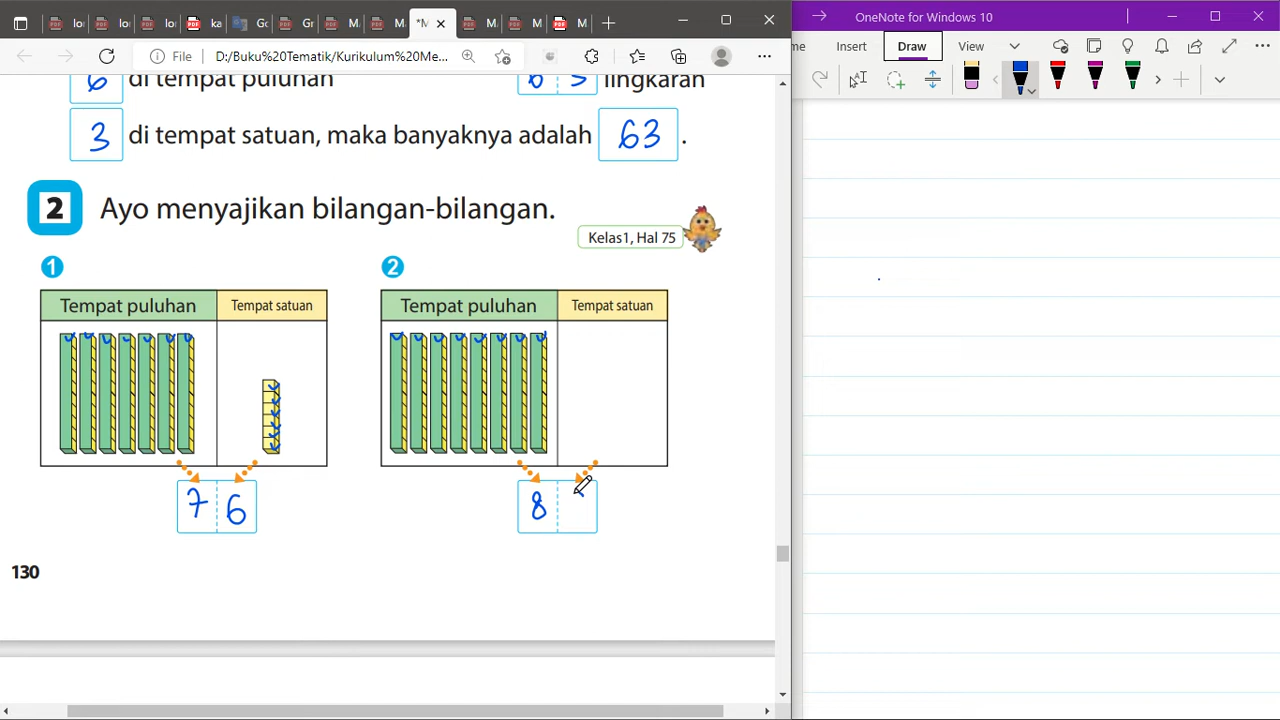 Gr
File
D:/Buku%20Tematik/Kurikulum%20Me...
OneNote for Windows 10
Insert
Draw
View
6 di tempat puluhan
6 3 lingkaran
3 di tempat satuan, maka banyaknya adalah 63 .
2 Ayo menyajikan bilangan-bilangan.
Kelas1, Hal 75
1
Tempat puluhan Tempat satuan
7 6
2
Tempat puluhan Tempat satuan
8
130